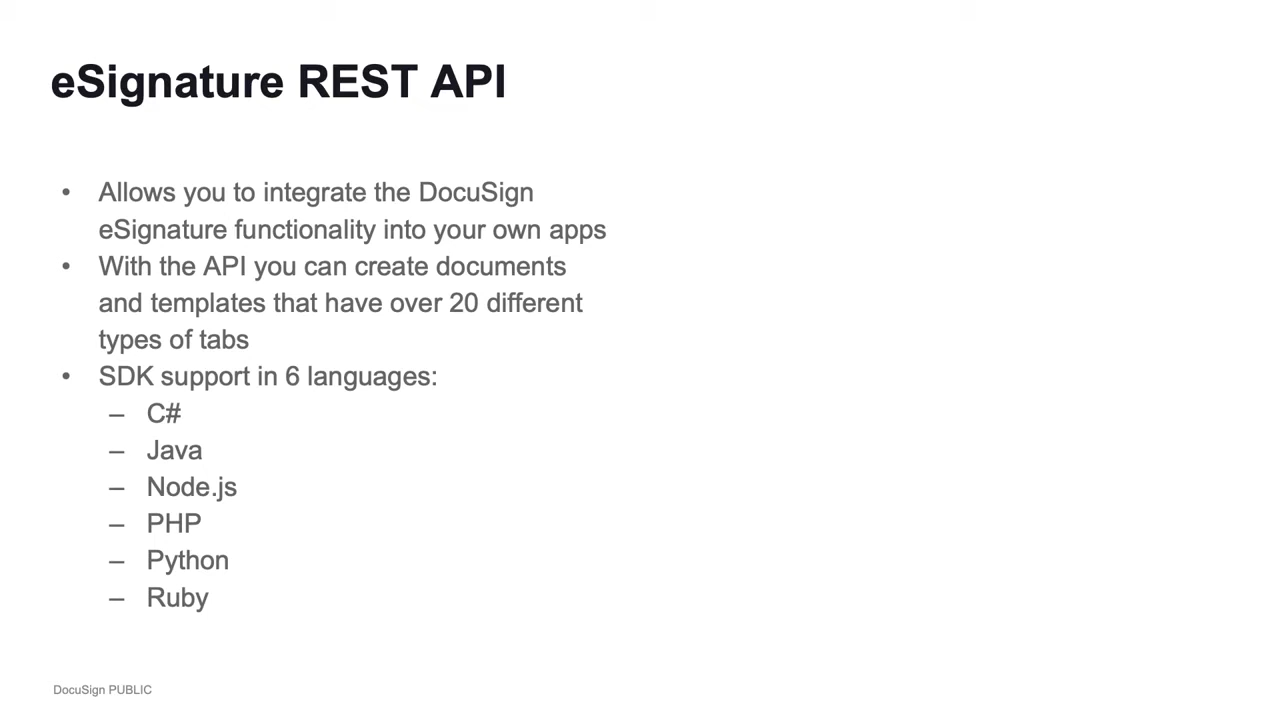 eSignature REST API
• Allows you to integrate the DocuSign
eSignature functionality into your own apps
• With the API you can create documents
and templates that have over 20 different
types of tabs
• SDK support in 6 languages:
– C#
– Java
– Node.js
– PHP
– Python
– Ruby
DocuSign PUBLIC